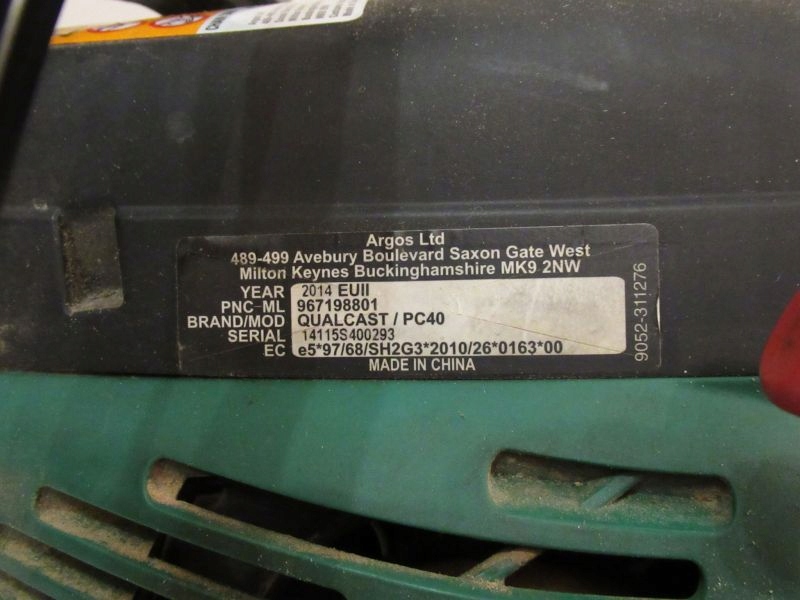 Argos Ltd
489-499 Avebury Boulevard Saxon Gate West
Milton Keynes Buckinghamshire MK9 2NW
YEAR 2014 EUII
PNC-ML 967198801
BRAND/MOD QUALCAST / PC40
SERIAL 14115S400293
EC e5*97/68/SH2G3*2010/26*0163*00
MADE IN CHINA
9052-311276